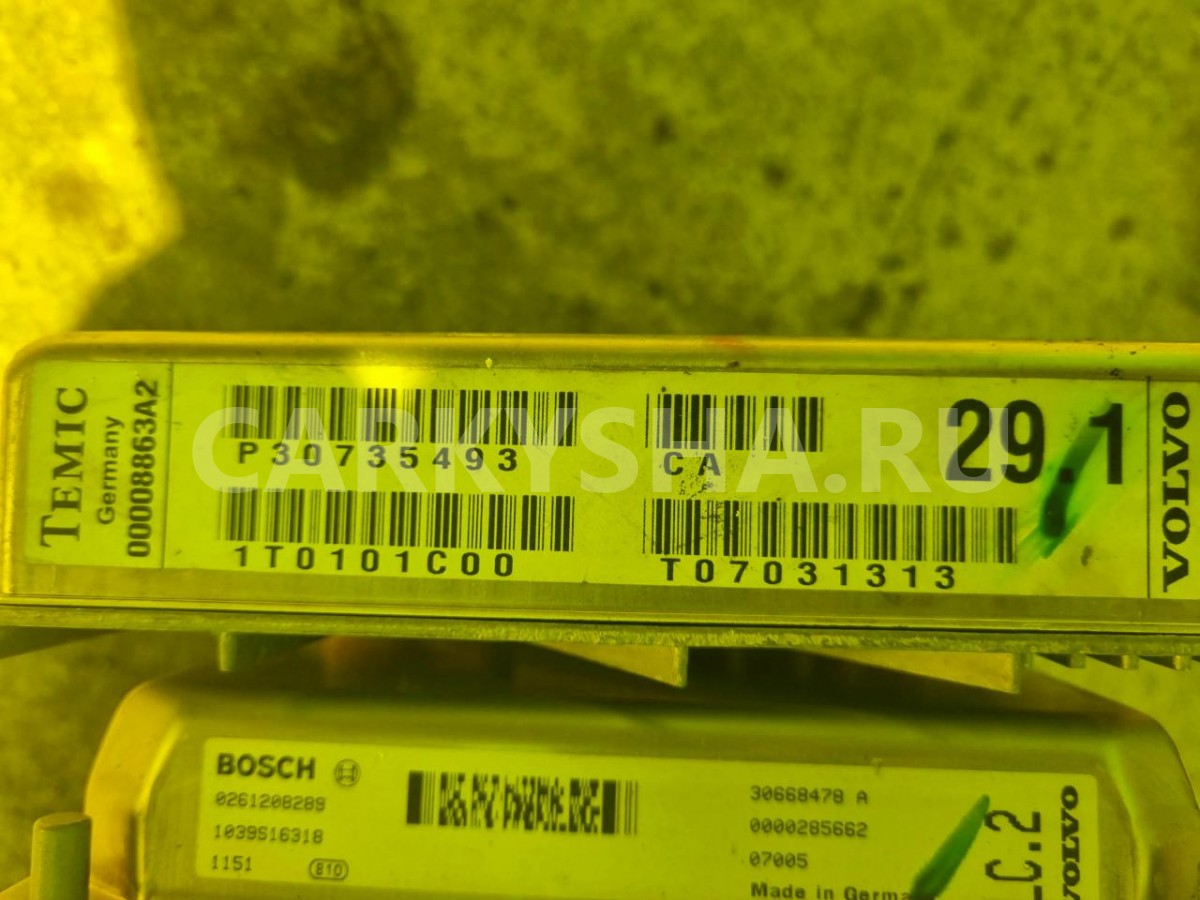 TEMIC
Germany
00008863A2
P30735493
CA
29.1
VOLVO
1T0101C00
T07031313
CARKYSHA.RU
BOSCH
0261208289
1039S16318
1151
810
30668478 A
0000285662
07005
Made in Germa
C.2
VOLVO